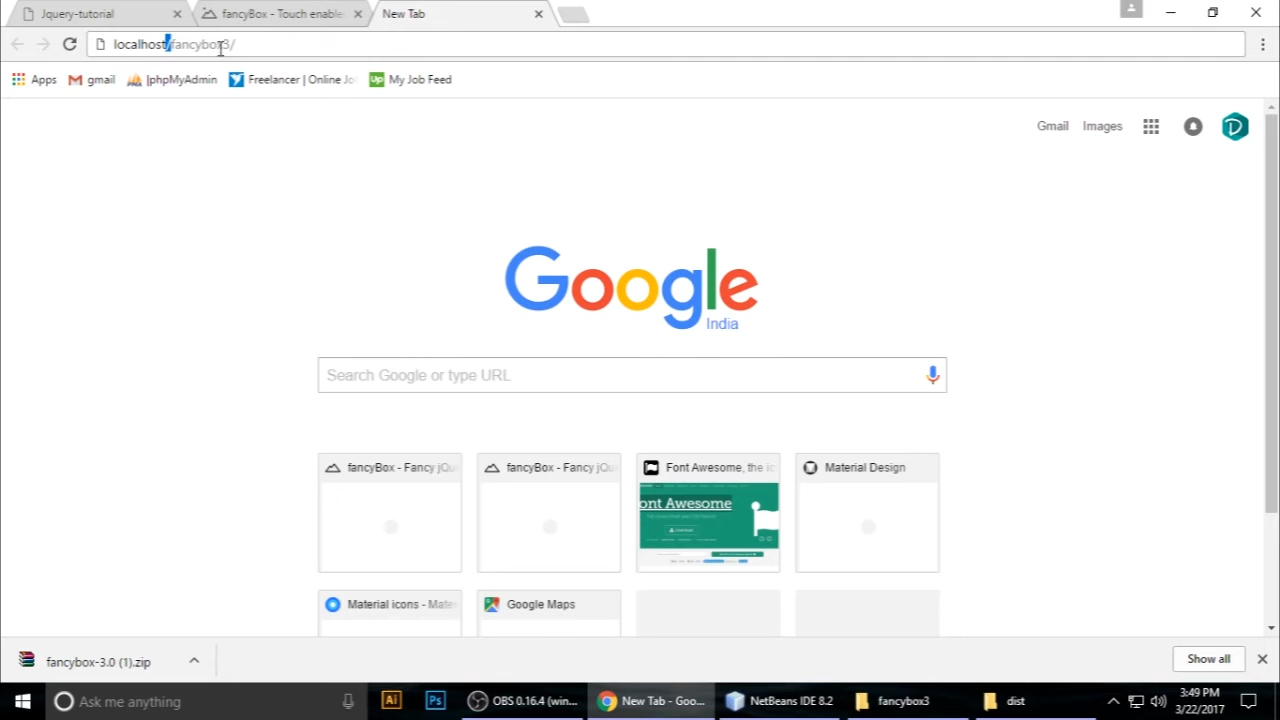 Jquery-tutorial
fancyBox - Touch enable
New Tab
localhost/fancybox3/
Apps
gmail
|phpMyAdmin
Freelancer | Online Jo
Up My Job Feed
Gmail
Images
D
Google
India
Search Google or type URL
fancyBox - Fancy jQu
fancyBox - Fancy jQu
Font Awesome, the ic
Material Design
ont Awesome
Material icons - Mate
Google Maps
fancybox-3.0 (1).zip
Show all
Ask me anything
Ai
Ps
OBS 0.16.4 (win...
New Tab - Goo...
NetBeans IDE 8.2
fancybox3
dist
3:49 PM
3/22/2017